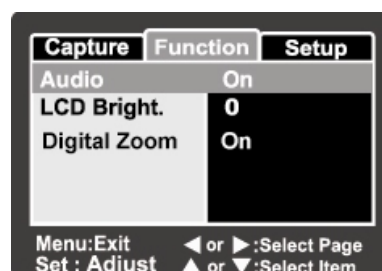 Capture Function Setup
Audio On
LCD Bright. 0
Digital Zoom On
Menu:Exit ◀ or ▶:Select Page
Set : Adjust ▲ or ▼:Select Item